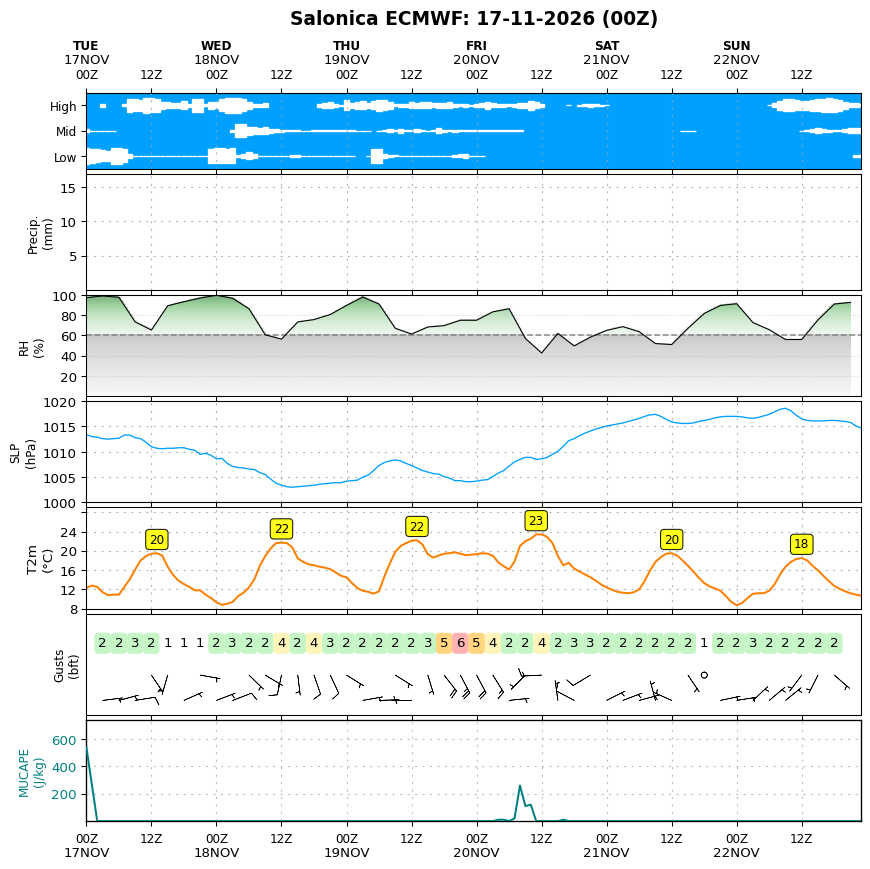 Salonica ECMWF: 17-11-2026 (00Z)
TUE WED THU FRI SAT SUN
17NOV 18NOV 19NOV 20NOV 21NOV 22NOV
00Z 12Z 00Z 12Z 00Z 12Z 00Z 12Z 00Z 12Z 00Z 12Z
High
Mid
Low
Precip.
(mm)
15
10
5
RH
(%)
100
80
60
40
20
SLP
(hPa)
1020
1015
1010
1005
1000
T2m
(°C)
24
20
16
12
8
20 22 22 23 20 18
Gusts
(bft)
2 2 3 2 1 1 1 2 3 2 2 4 2 4 3 2 2 2 2 2 3 5 6 5 4 2 2 4 2 3 3 2 2 2 2 2 2 1 2 2 3 2 2 2 2 2 2
MUCAPE
(J/kg)
600
400
200
00Z 12Z 00Z 12Z 00Z 12Z 00Z 12Z 00Z 12Z 00Z 12Z
17NOV 18NOV 19NOV 20NOV 21NOV 22NOV